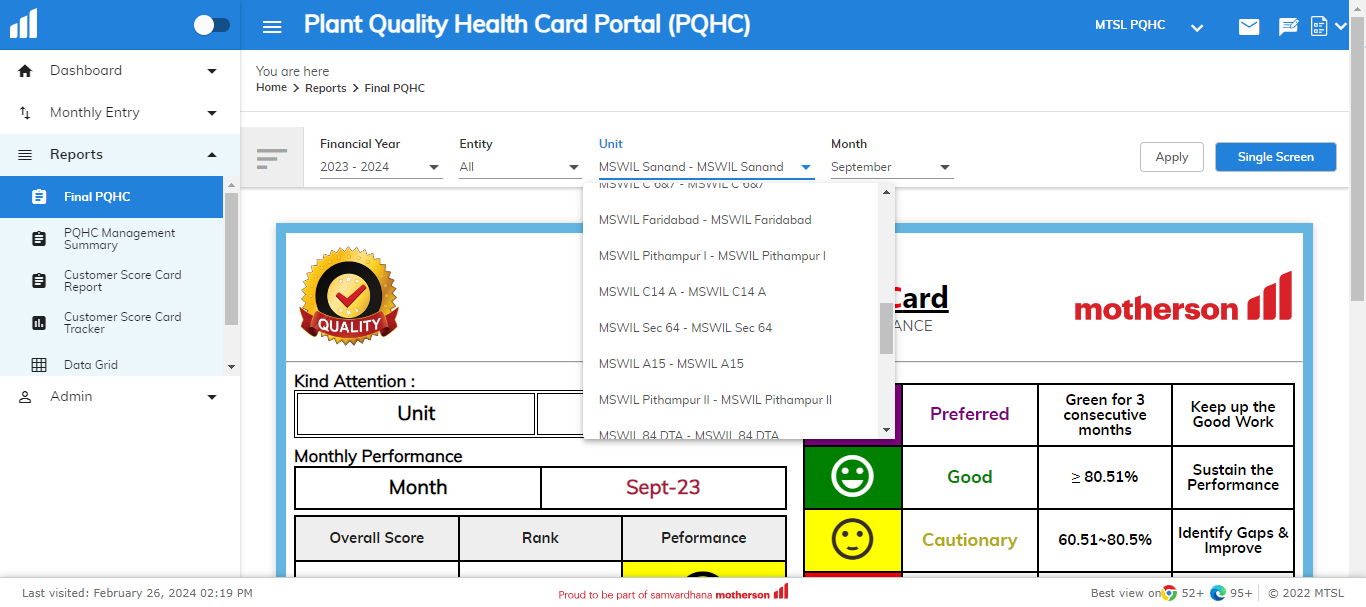 Plant Quality Health Card Portal (PQHC)
MTSL PQHC
Dashboard
Monthly Entry
Reports
Final PQHC
PQHC Management
Summary
Customer Score Card
Report
Customer Score Card
Tracker
Data Grid
Admin
You are here
Home > Reports > Final PQHC
Financial Year
2023 - 2024
Entity
All
Unit
MSWIL Sanand - MSWIL Sanand
Month
September
Apply
Single Screen
MSWIL C 6&7 - MSWIL C 6&7
MSWIL Faridabad - MSWIL Faridabad
MSWIL Pithampur I - MSWIL Pithampur I
MSWIL C14 A - MSWIL C14 A
MSWIL Sec 64 - MSWIL Sec 64
MSWIL A15 - MSWIL A15
MSWIL Pithampur II - MSWIL Pithampur II
MSWIL 84 DTA - MSWIL 84 DTA
QUALITY
Card
ANCE
motherson
Kind Attention :
Unit
Monthly Performance
Month
Sept-23
Overall Score
Rank
Peformance
Preferred
Green for 3
consecutive
months
Keep up the
Good Work
Good
≥ 80.51%
Sustain the
Performance
Cautionary
60.51~80.5%
Identify Gaps &
Improve
Last visited: February 26, 2024 02:19 PM
Proud to be part of samvardhana motherson
Best view on 52+ 95+ © 2022 MTSL